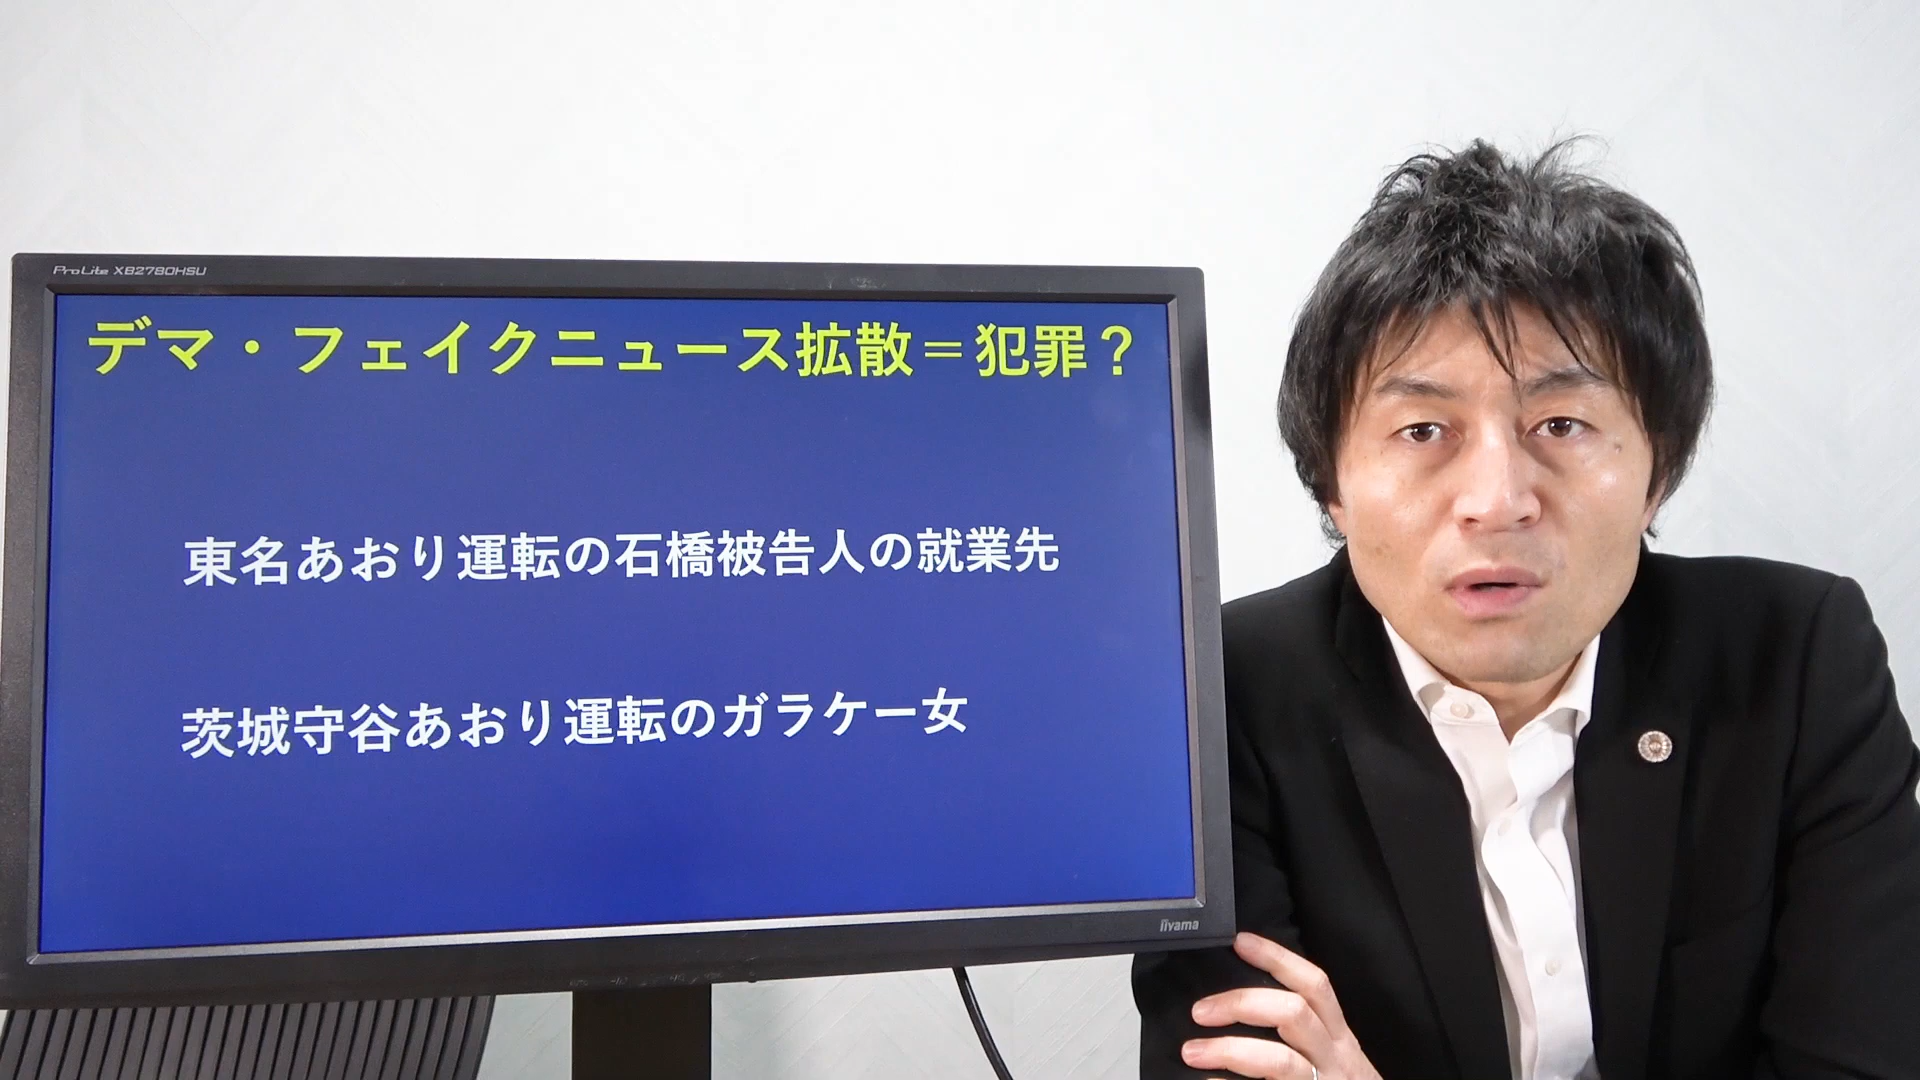 ProLite XB2780HSU
デマ・フェイクニュース拡散＝犯罪？
東名あおり運転の石橋被告人の就業先
茨城守谷あおり運転のガラケー女
iiyama